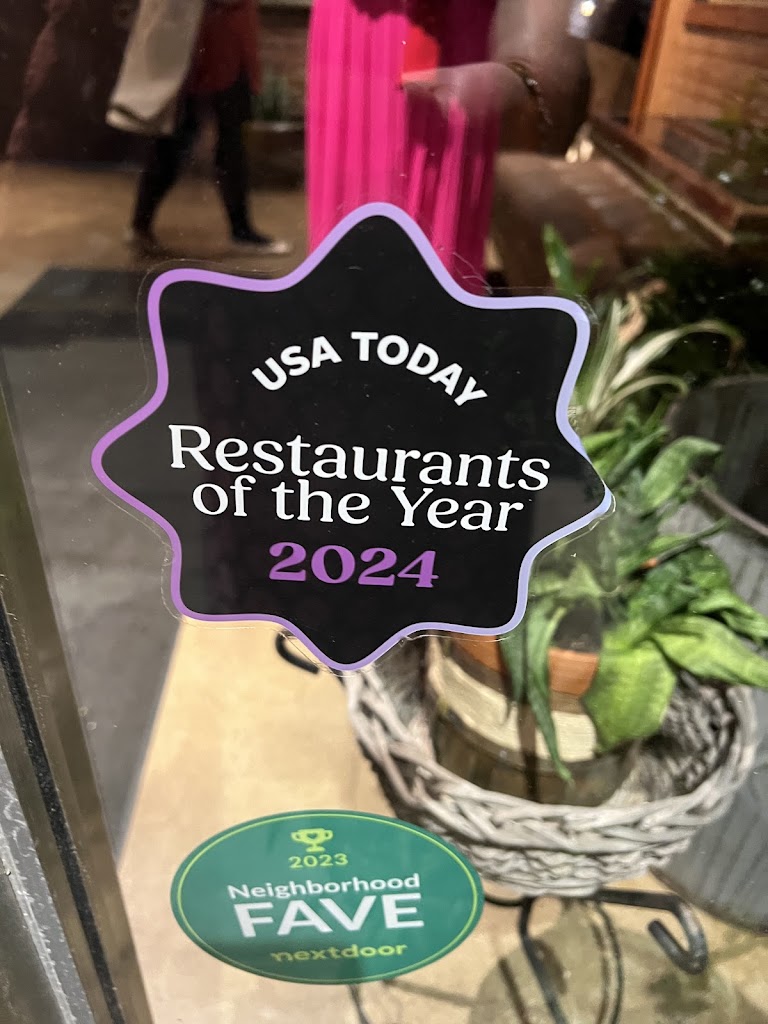 USA TODAY
Restaurants
of the Year
2024
2023
Neighborhood
FAVE
nextdoor